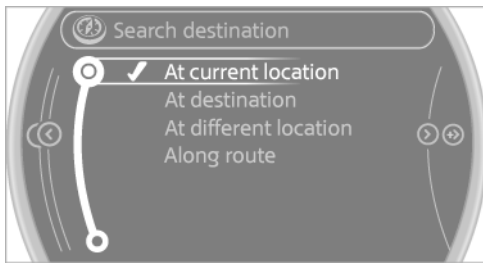 Search destination
At current location
At destination
At different location
Along route